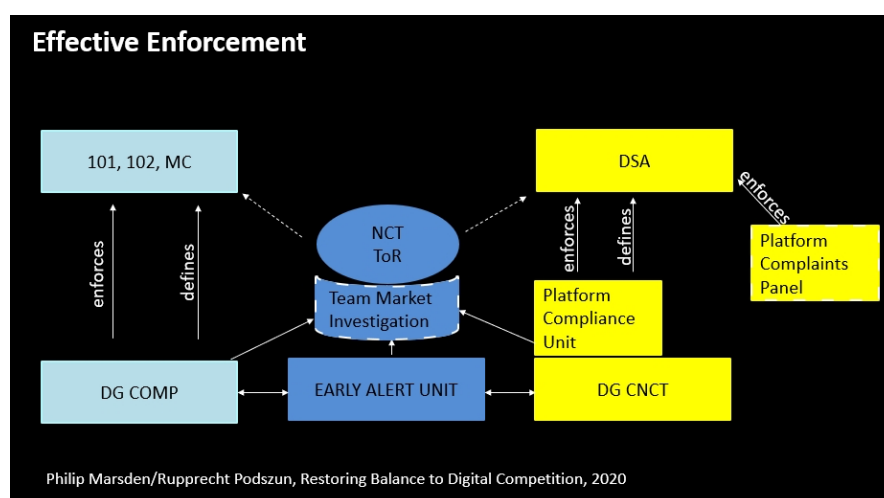 Effective Enforcement
101, 102, MC
DSA
enforces
defines
NCT
ToR
Team Market
Investigation
enforces
defines
enforces
Platform
Complaints
Panel
Platform
Compliance
Unit
DG COMP
EARLY ALERT UNIT
DG CNCT
Philip Marsden/Rupprecht Podszun, Restoring Balance to Digital Competition, 2020